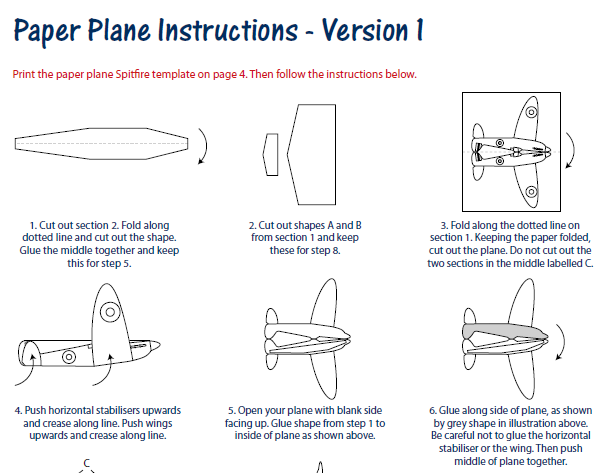 Paper Plane Instructions - Version 1
Print the paper plane Spitfire template on page 4. Then follow the instructions below.
1. Cut out section 2. Fold along
dotted line and cut out the shape.
Glue the middle together and keep
this for step 5.
2. Cut out shapes A and B
from section 1 and keep
these for step 8.
3. Fold along the dotted line on
section 1. Keeping the paper folded,
cut out the plane. Do not cut out the
two sections in the middle labelled C.
4. Push horizontal stabilisers upwards
and crease along line. Push wings
upwards and crease along line.
5. Open your plane with blank side
facing up. Glue shape from step 1 to
inside of plane as shown above.
6. Glue along side of plane, as shown
by grey shape in illustration above.
Be careful not to glue the horizontal
stabiliser or the wing. Then push
middle of plane together.
C